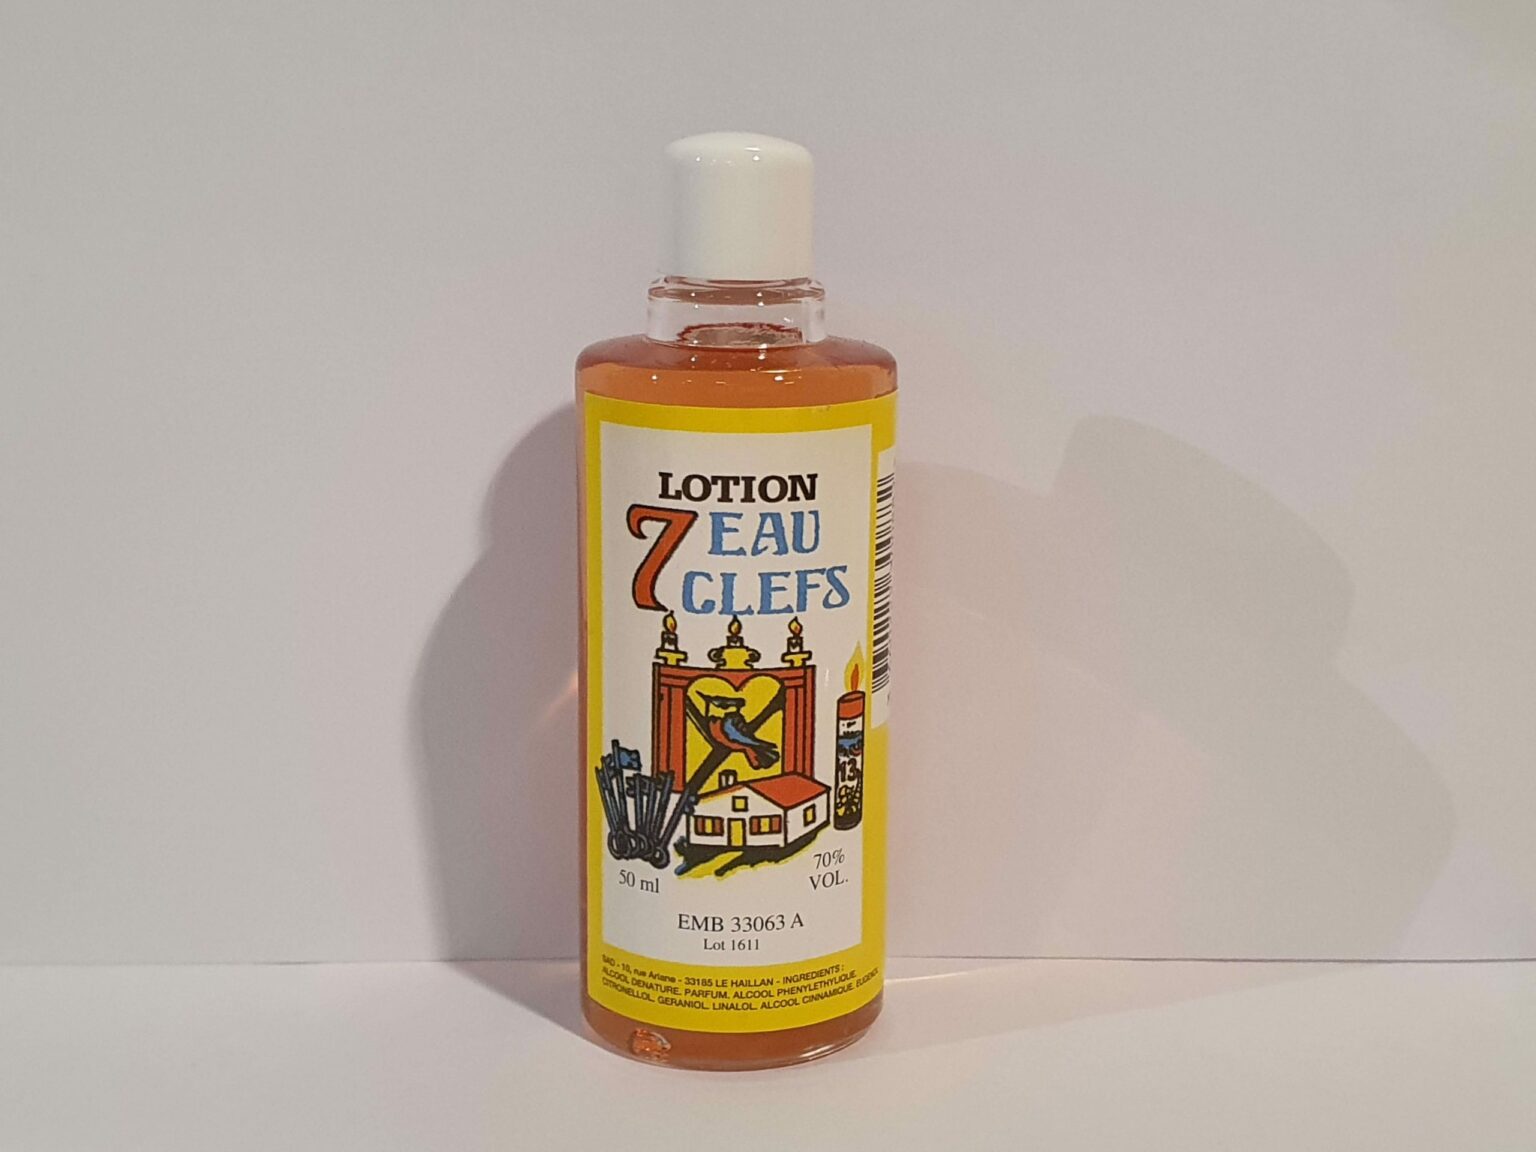 LOTION
7 EAU
CLEFS
13
50 ml
70%
VOL.
EMB 33063 A
Lot 1611
SAD - 10, rue Ariane - 33185 LE HAILLAN - INGREDIENTS :
ALCOOL DENATURE. PARFUM. ALCOOL PHENYLETHYLIQUE.
CITRONELLOL. GERANIOL. LINALOL. ALCOOL CINNAMIQUE. EUGENOL